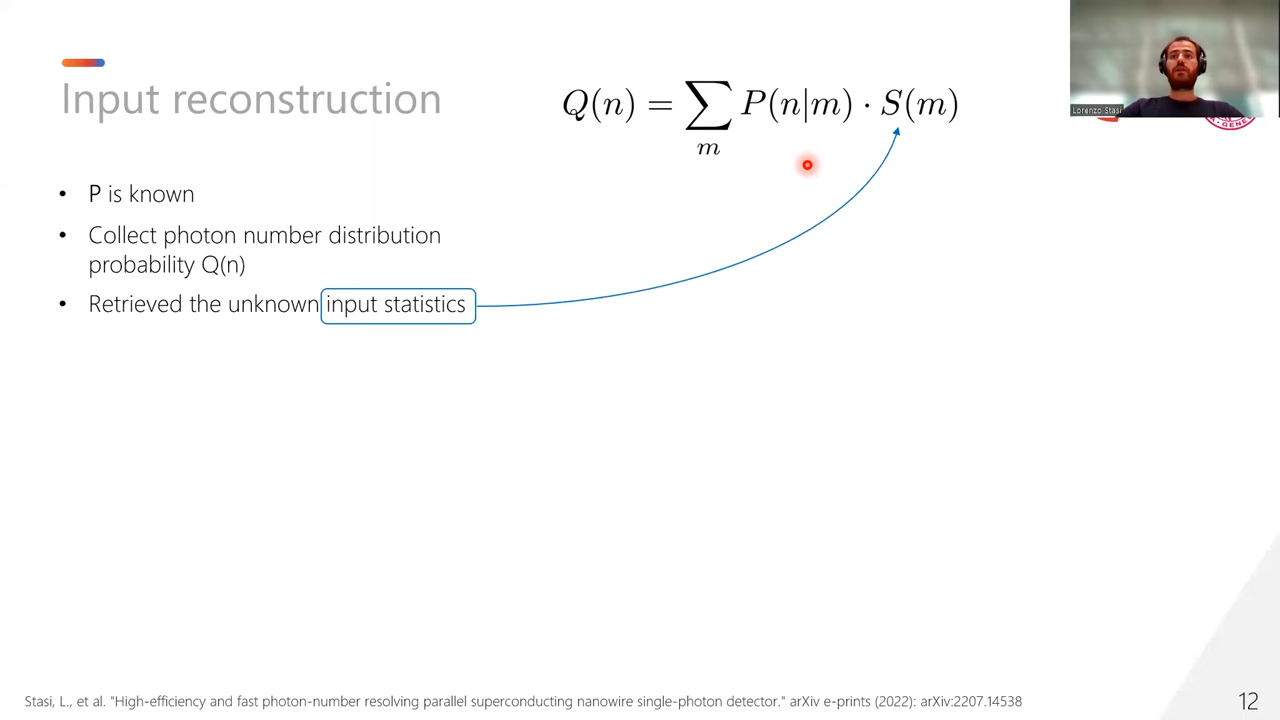 Input reconstruction
Q(n) = ∑ P(n|m) · S(m)
m
Lorenzo Stasi
• P is known
• Collect photon number distribution
probability Q(n)
• Retrieved the unknown input statistics
Stasi, L., et al. "High-efficiency and fast photon-number resolving parallel superconducting nanowire single-photon detector." arXiv e-prints (2022): arXiv:2207.14538
12